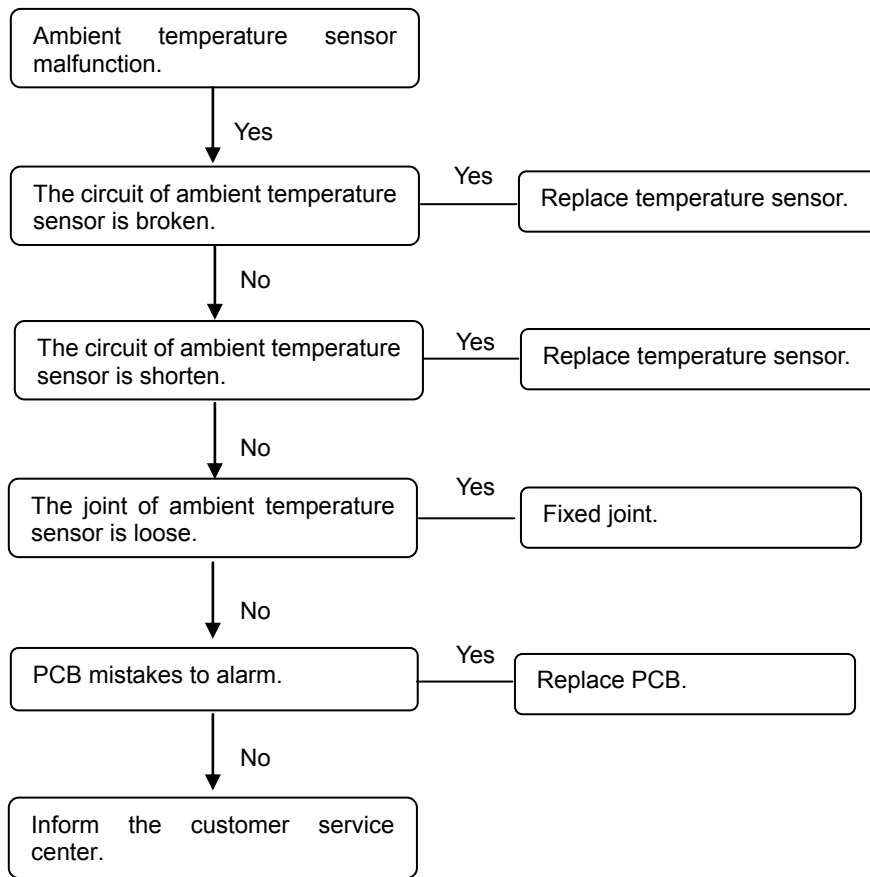 Ambient temperature sensor
malfunction.
Yes
The circuit of ambient temperature
sensor is broken.
Yes
Replace temperature sensor.
No
The circuit of ambient temperature
sensor is shorten.
Yes
Replace temperature sensor.
No
The joint of ambient temperature
sensor is loose.
Yes
Fixed joint.
No
PCB mistakes to alarm.
Yes
Replace PCB.
No
Inform the customer service
center.